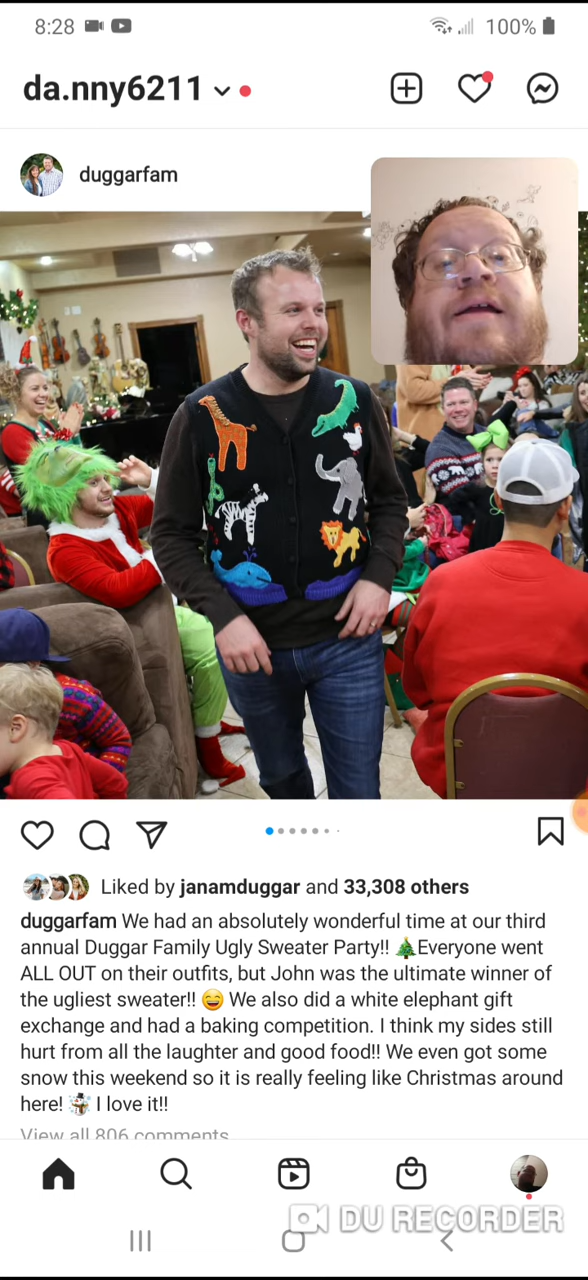 8:28 100%
da.nny6211
duggarfam
Liked by janamduggar and 33,308 others
duggarfam We had an absolutely wonderful time at our third
annual Duggar Family Ugly Sweater Party!! 🎄Everyone went
ALL OUT on their outfits, but John was the ultimate winner of
the ugliest sweater!! 😄 We also did a white elephant gift
exchange and had a baking competition. I think my sides still
hurt from all the laughter and good food!! We even got some
snow this weekend so it is really feeling like Christmas around
here! ☃️ I love it!!
View all 806 comments
DU RECORDER